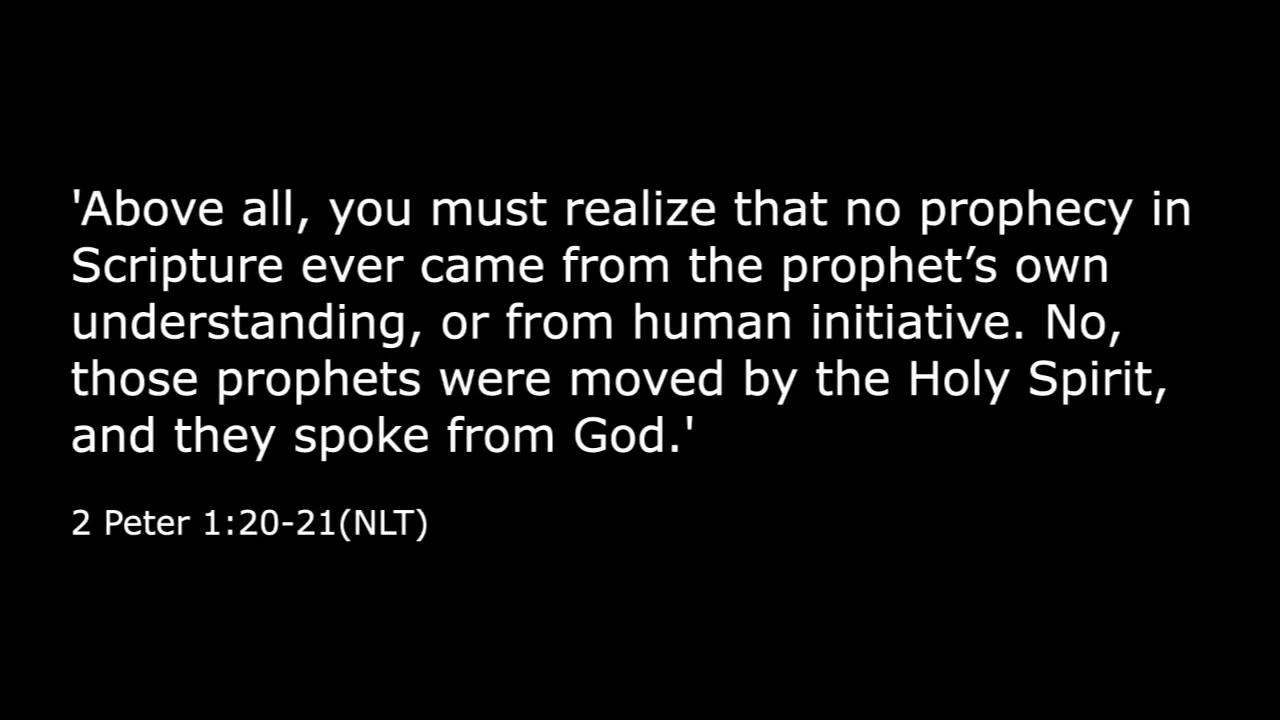 'Above all, you must realize that no prophecy in
Scripture ever came from the prophet’s own
understanding, or from human initiative. No,
those prophets were moved by the Holy Spirit,
and they spoke from God.'
2 Peter 1:20-21(NLT)